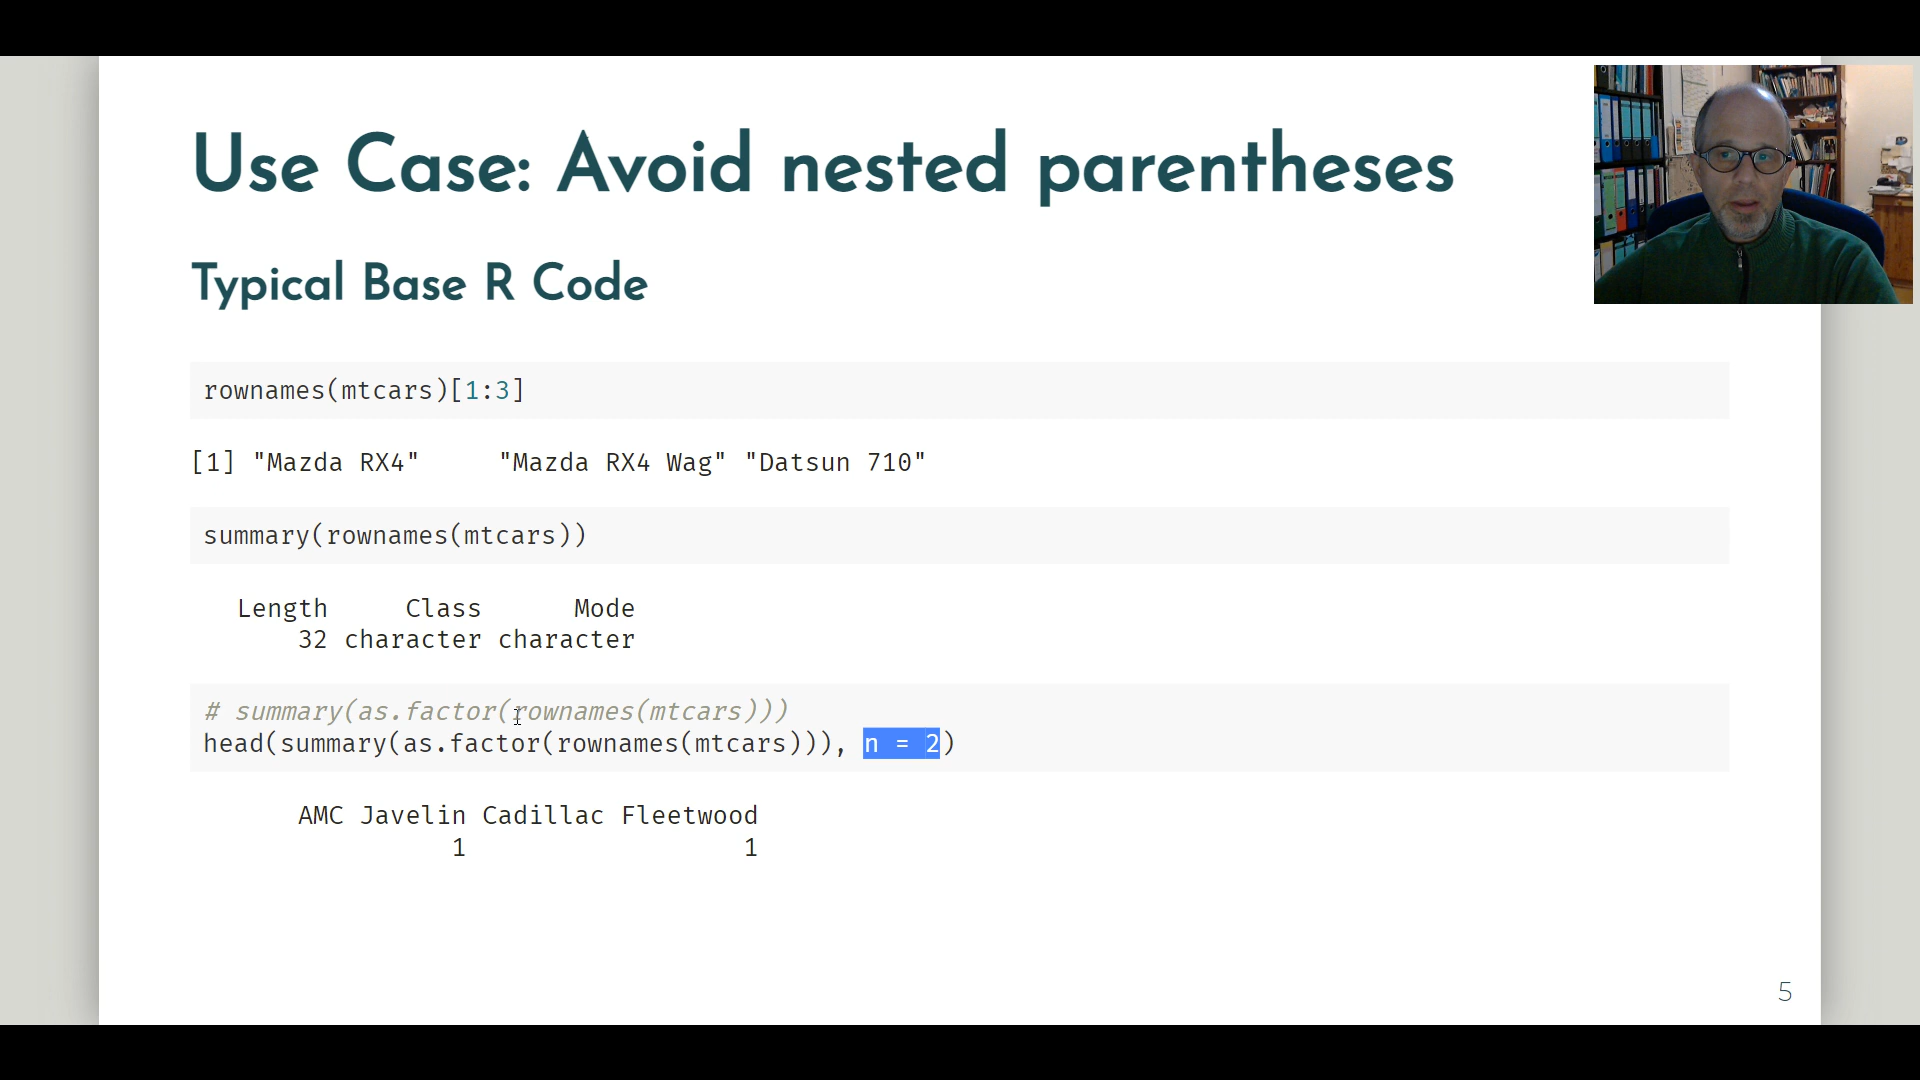 Use Case: Avoid nested parentheses
Typical Base R Code
rownames(mtcars)[1:3]
[1] "Mazda RX4"     "Mazda RX4 Wag" "Datsun 710"
summary(rownames(mtcars))
   Length     Class      Mode
       32 character character
# summary(as.factor(rownames(mtcars)))
head(summary(as.factor(rownames(mtcars))), n = 2)
       AMC Javelin Cadillac Fleetwood
                 1                  1
5